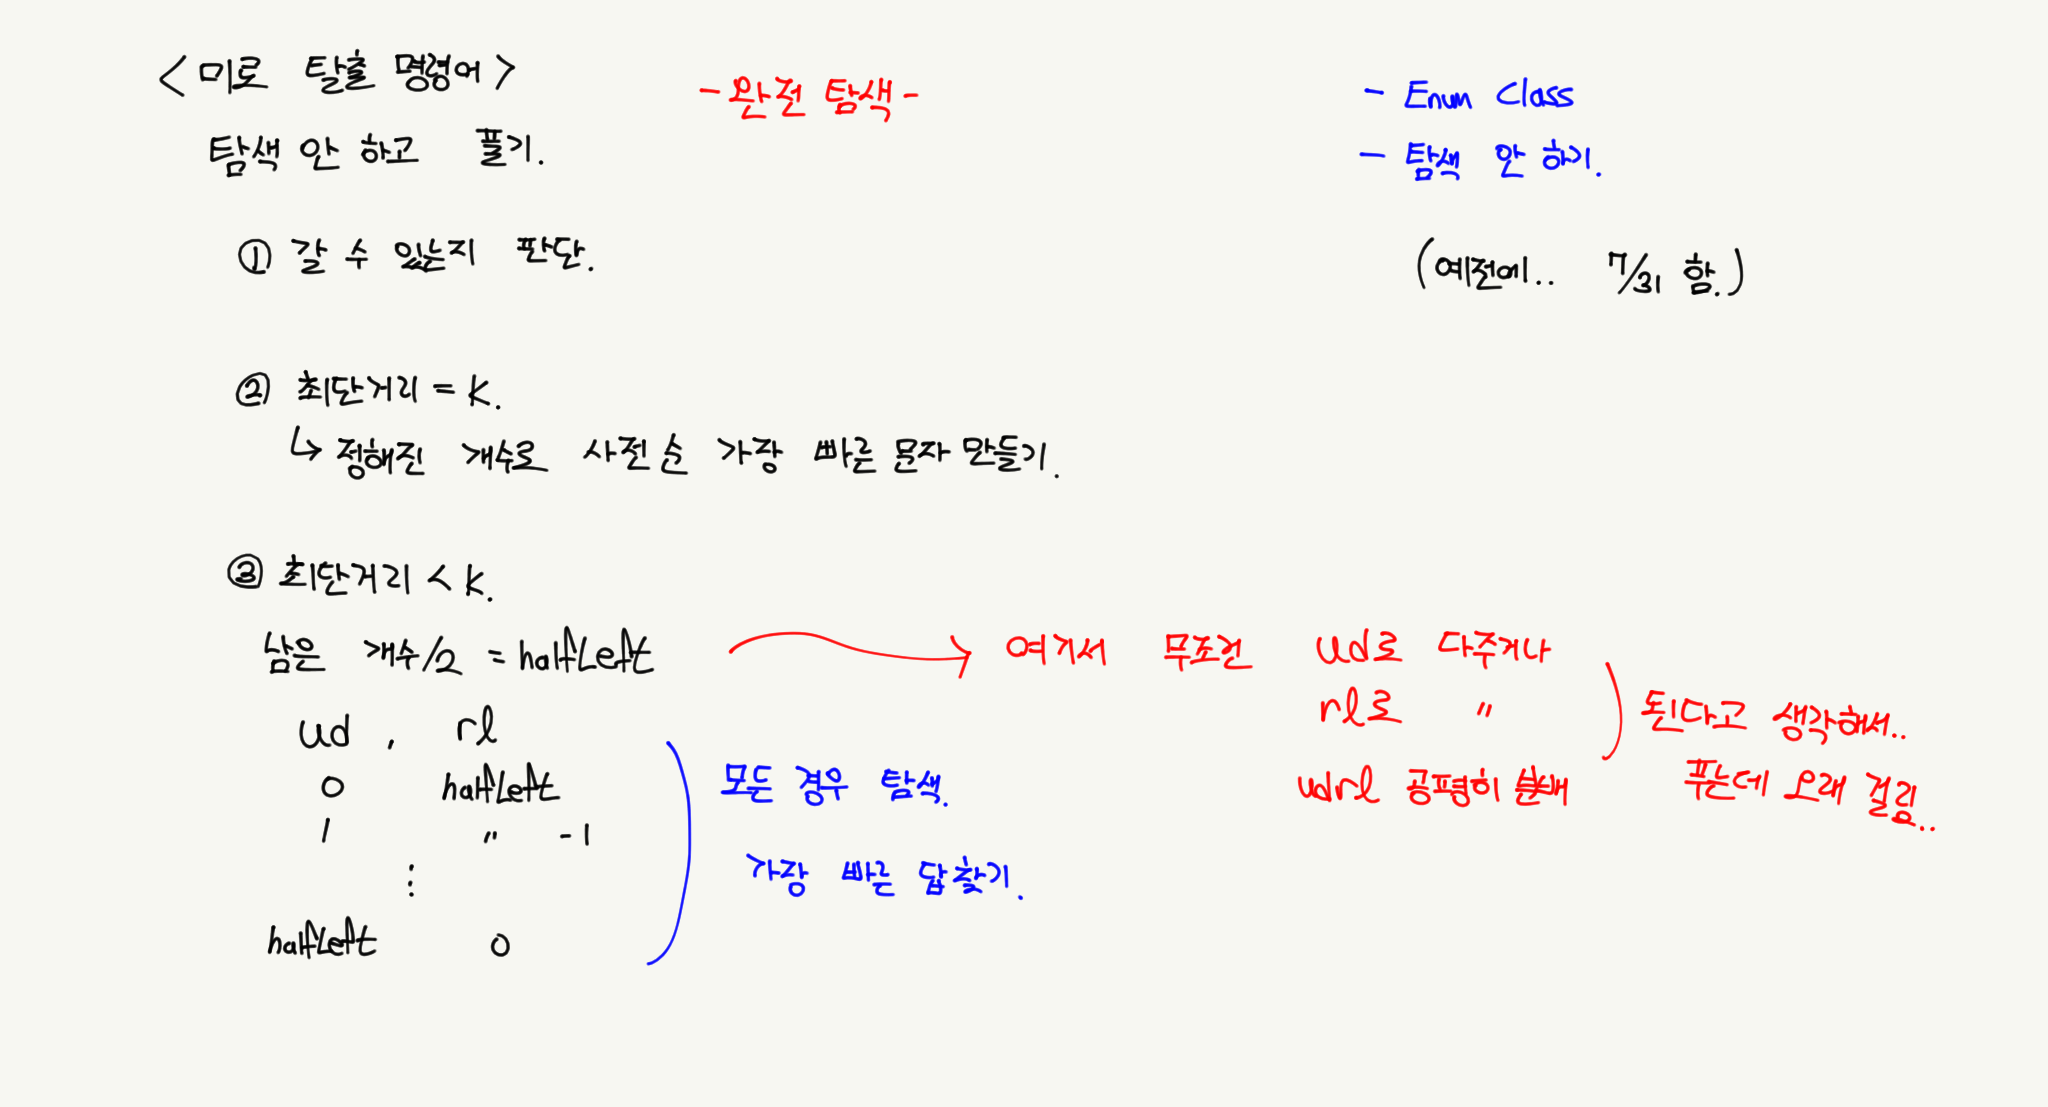 <미로 탈출 명령어>
탐색 안 하고 풀기.
- 완전 탐색 -
- Enum Class
- 탐색 안 하기.
(예전에.. 7/31 함.)
① 갈 수 있는지 판단.
② 최단거리 = K.
↳ 정해진 개수로 사전 순 가장 빠른 문자 만들기.
③ 최단거리 < K.
남은 개수/2 = halfLeft
ud , rl
0 halfLeft
1 〃 -1
⋮
halfLeft 0
모든 경우 탐색.
가장 빠른 답 찾기.
→ 여기서 무조건 ud로 다주거나
rl로 〃
udrl 공평히 분배
된다고 생각해서..
푸는데 오래 걸림..